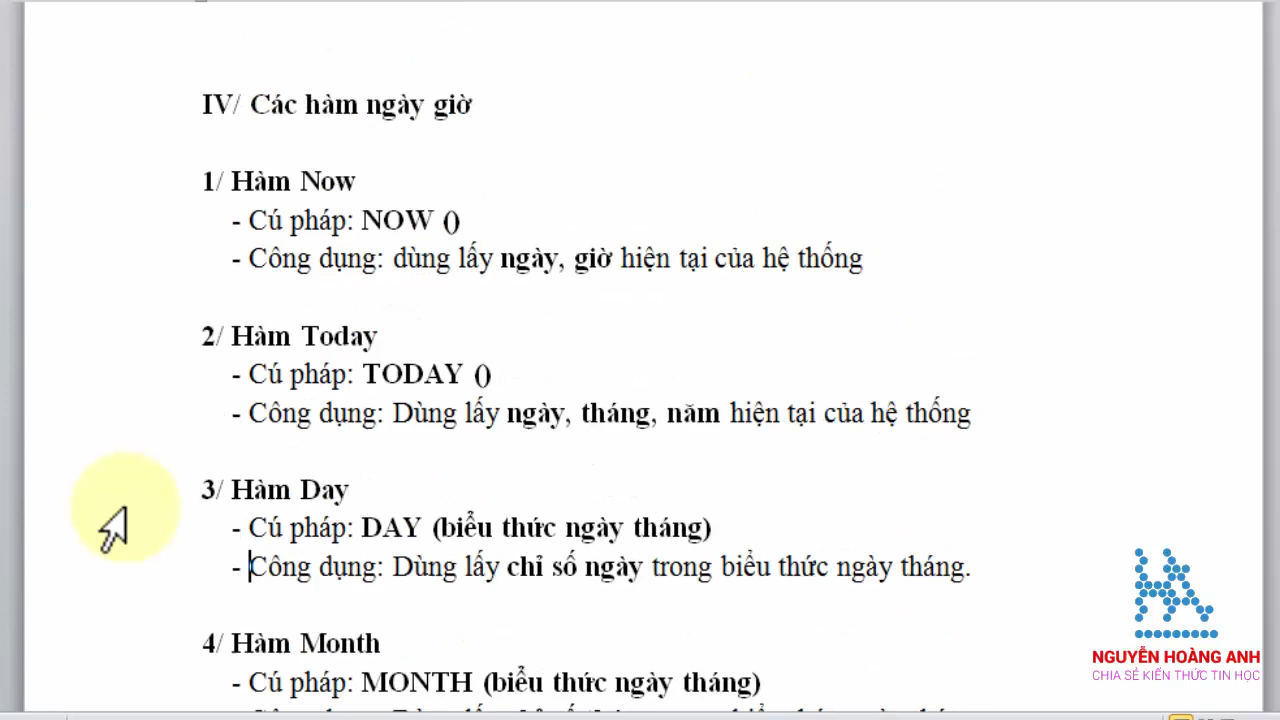 IV/ Các hàm ngày giờ
1/ Hàm Now
- Cú pháp: NOW ()
- Công dụng: dùng lấy ngày, giờ hiện tại của hệ thống
2/ Hàm Today
- Cú pháp: TODAY ()
- Công dụng: Dùng lấy ngày, tháng, năm hiện tại của hệ thống
3/ Hàm Day
- Cú pháp: DAY (biểu thức ngày tháng)
- Công dụng: Dùng lấy chỉ số ngày trong biểu thức ngày tháng.
4/ Hàm Month
- Cú pháp: MONTH (biểu thức ngày tháng)
HA
NGUYỄN HOÀNG ANH
CHIA SẺ KIẾN THỨC TIN HỌC